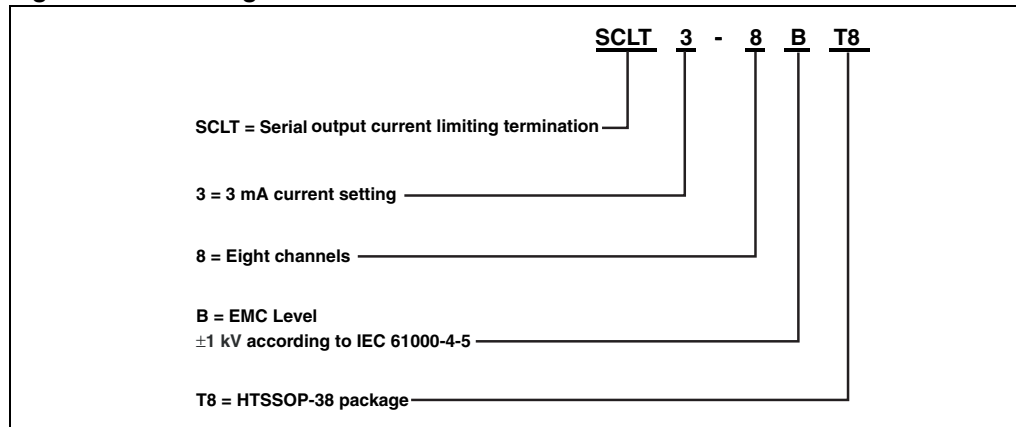 SCLT 3 - 8 B T8
SCLT = Serial output current limiting termination
3 = 3 mA current setting
8 = Eight channels
B = EMC Level
±1 kV according to IEC 61000-4-5
T8 = HTSSOP-38 package